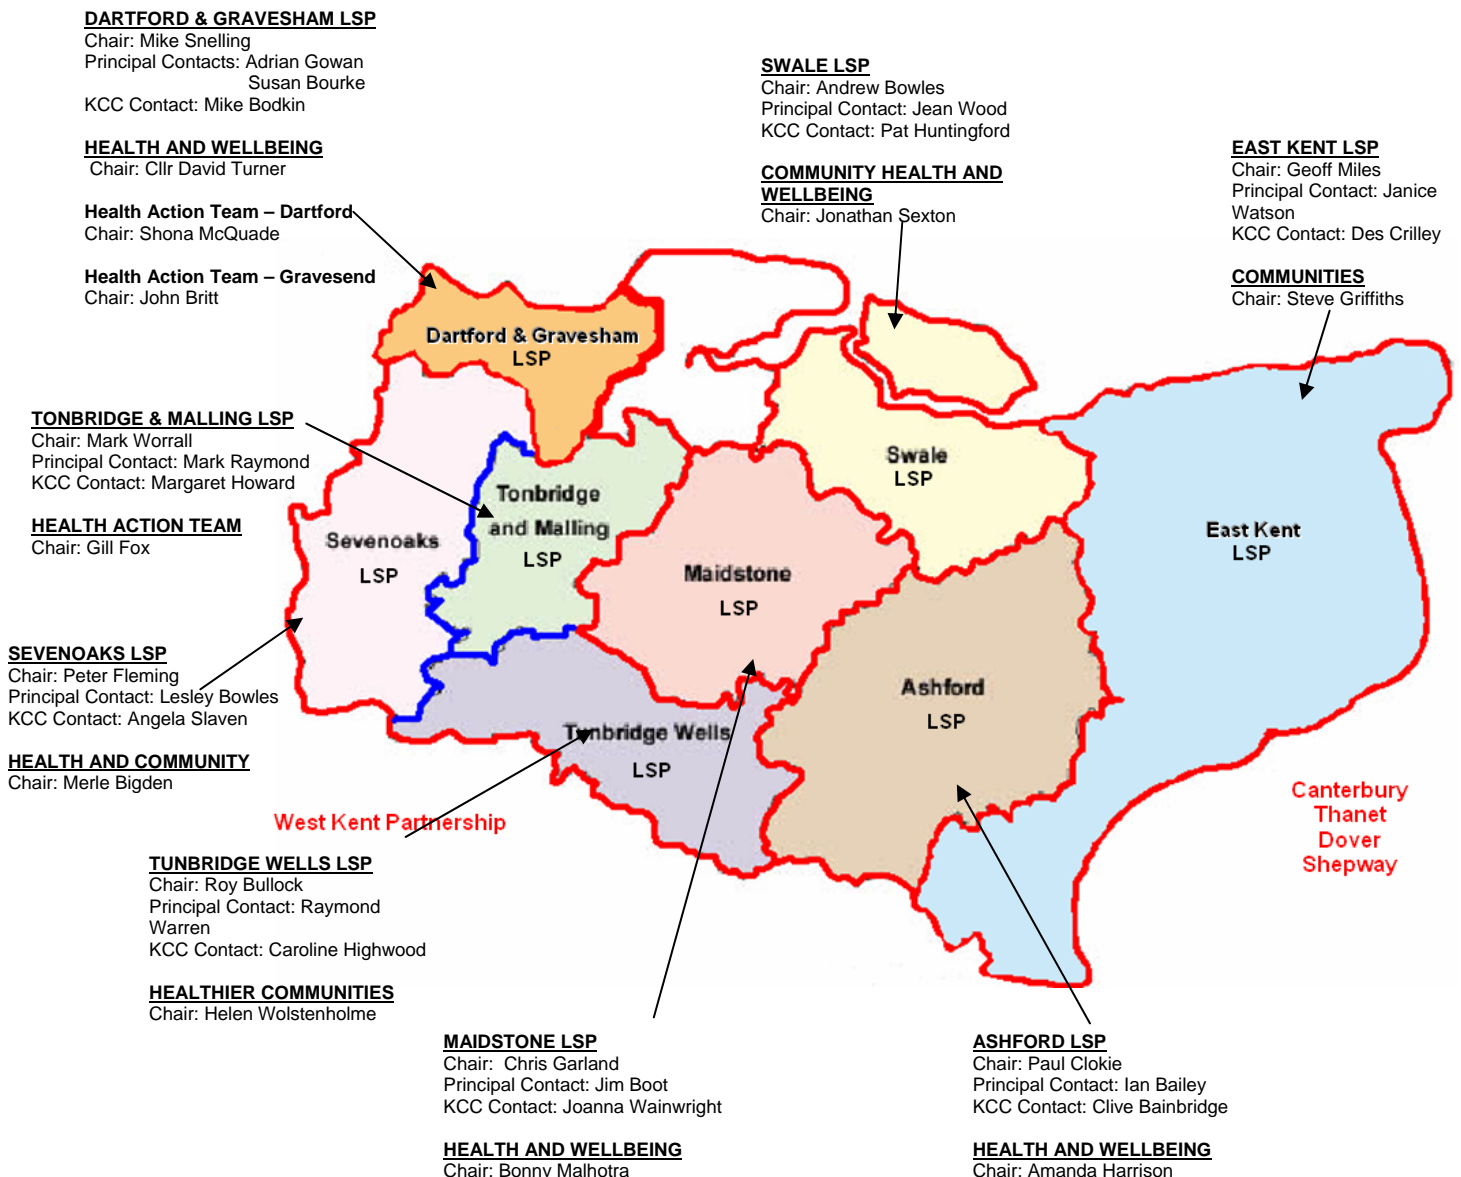 DARTFORD & GRAVESHAM LSP
Chair: Mike Snelling
Principal Contacts: Adrian Gowan
Susan Bourke
KCC Contact: Mike Bodkin
HEALTH AND WELLBEING
Chair: Cllr David Turner
Health Action Team – Dartford
Chair: Shona McQuade
Health Action Team – Gravesend
Chair: John Britt
SWALE LSP
Chair: Andrew Bowles
Principal Contact: Jean Wood
KCC Contact: Pat Huntingford
COMMUNITY HEALTH AND
WELLBEING
Chair: Jonathan Sexton
EAST KENT LSP
Chair: Geoff Miles
Principal Contact: Janice
Watson
KCC Contact: Des Crilley
COMMUNITIES
Chair: Steve Griffiths
Dartford & Gravesham
LSP
TONBRIDGE & MALLING LSP
Chair: Mark Worrall
Principal Contact: Mark Raymond
KCC Contact: Margaret Howard
HEALTH ACTION TEAM
Chair: Gill Fox
Swale
LSP
Tonbridge
and Malling
LSP
Sevenoaks
LSP
East Kent
LSP
Maidstone
LSP
SEVENOAKS LSP
Chair: Peter Fleming
Principal Contact: Lesley Bowles
KCC Contact: Angela Slaven
HEALTH AND COMMUNITY
Chair: Merle Bigden
Ashford
LSP
Tunbridge Wells
LSP
West Kent Partnership
Canterbury
Thanet
Dover
Shepway
TUNBRIDGE WELLS LSP
Chair: Roy Bullock
Principal Contact: Raymond
Warren
KCC Contact: Caroline Highwood
HEALTHIER COMMUNITIES
Chair: Helen Wolstenholme
MAIDSTONE LSP
Chair:  Chris Garland
Principal Contact: Jim Boot
KCC Contact: Joanna Wainwright
HEALTH AND WELLBEING
Chair: Bonny Malhotra
ASHFORD LSP
Chair: Paul Clokie
Principal Contact: Ian Bailey
KCC Contact: Clive Bainbridge
HEALTH AND WELLBEING
Chair: Amanda Harrison